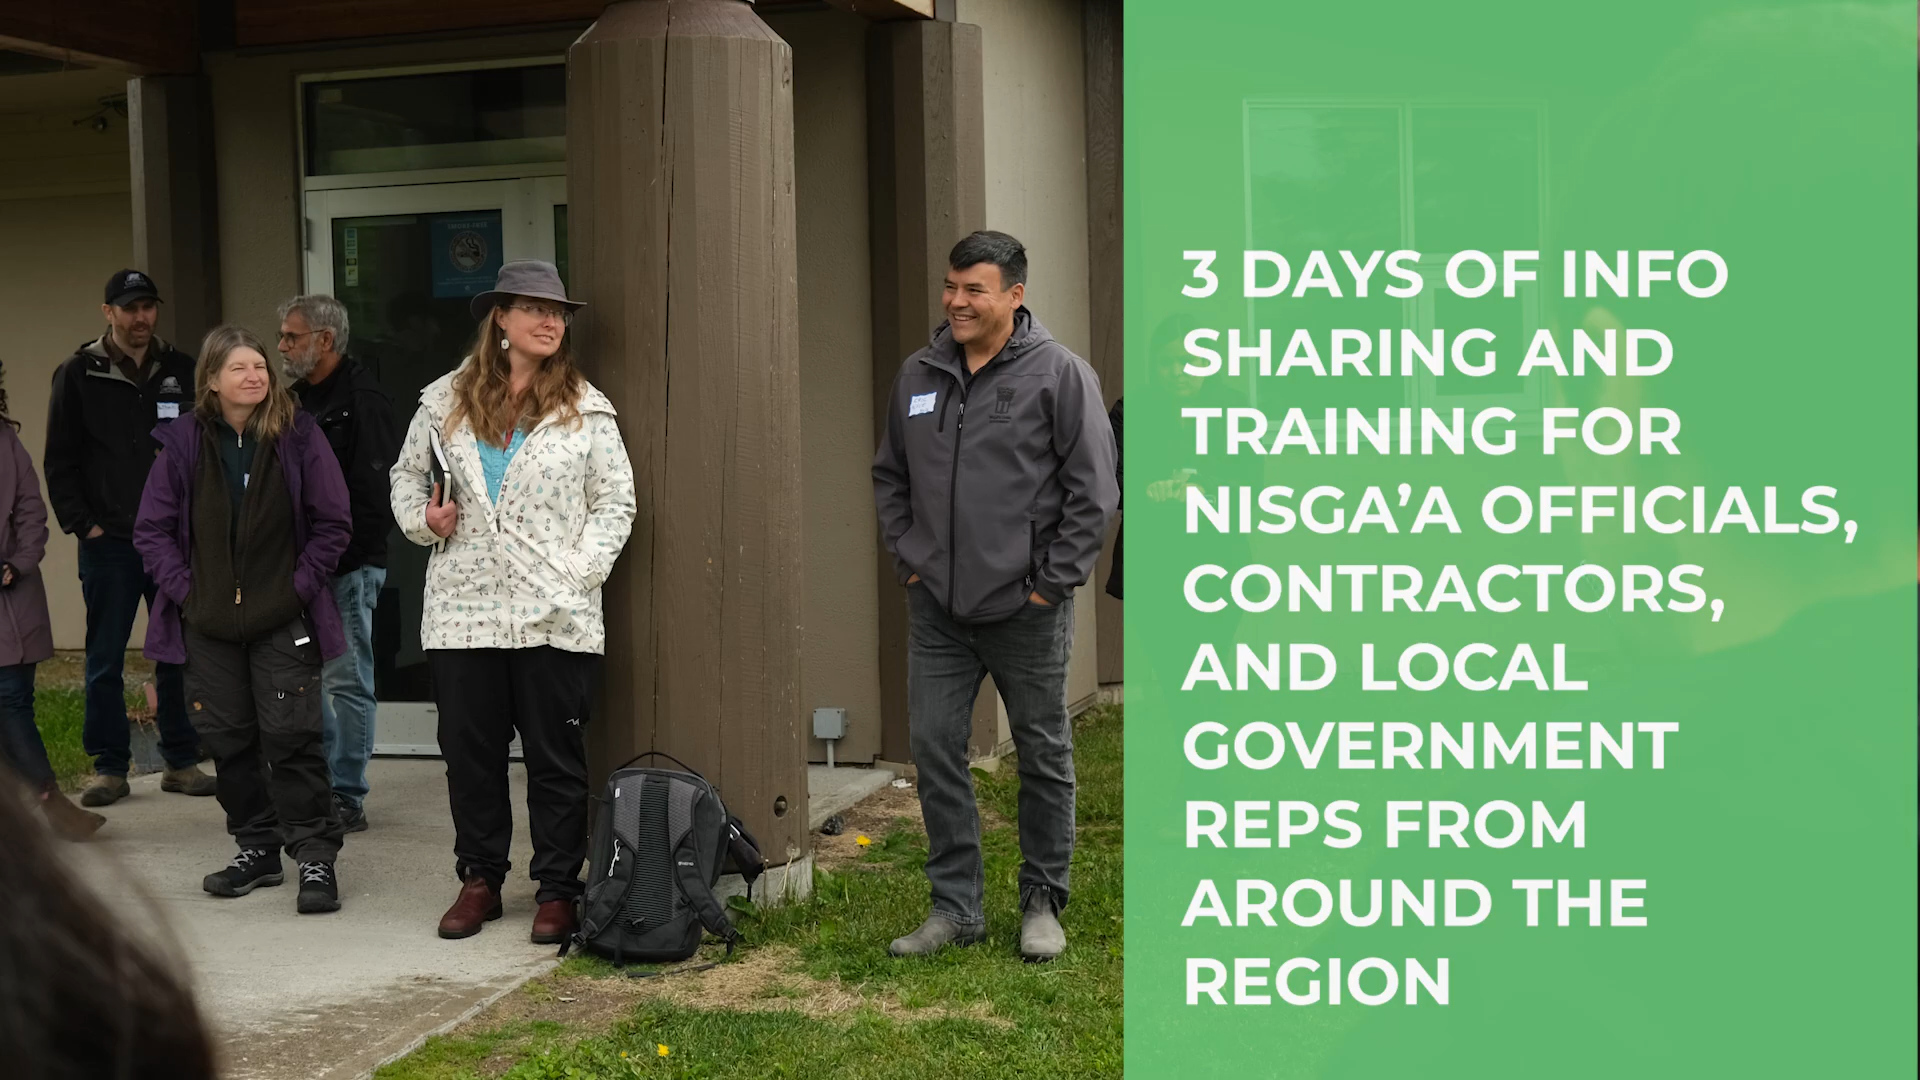 3 DAYS OF INFO
SHARING AND
TRAINING FOR
NISGA’A OFFICIALS,
CONTRACTORS,
AND LOCAL
GOVERNMENT
REPS FROM
AROUND THE
REGION